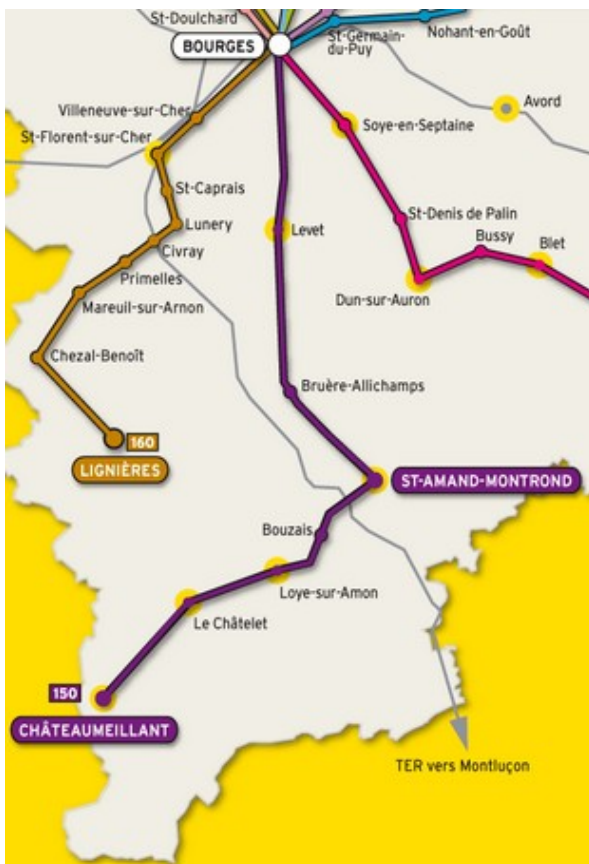 St-Doulchard
BOURGES
St-Germain-
du-Puy
Nohant-en-Goût
Villeneuve-sur-Cher
Avord
St-Florent-sur-Cher
Soye-en-Septaine
St-Caprais
Lunery
Levet
St-Denis de Palin
Civray
Bussy
Blet
Primelles
Dun-sur-Auron
Mareuil-sur-Arnon
Chezal-Benoît
Bruère-Allichamps
160
LIGNIÈRES
ST-AMAND-MONTROND
Bouzais
Loye-sur-Arnon
Le Châtelet
150
CHÂTEAUMEILLANT
TER vers Montluçon